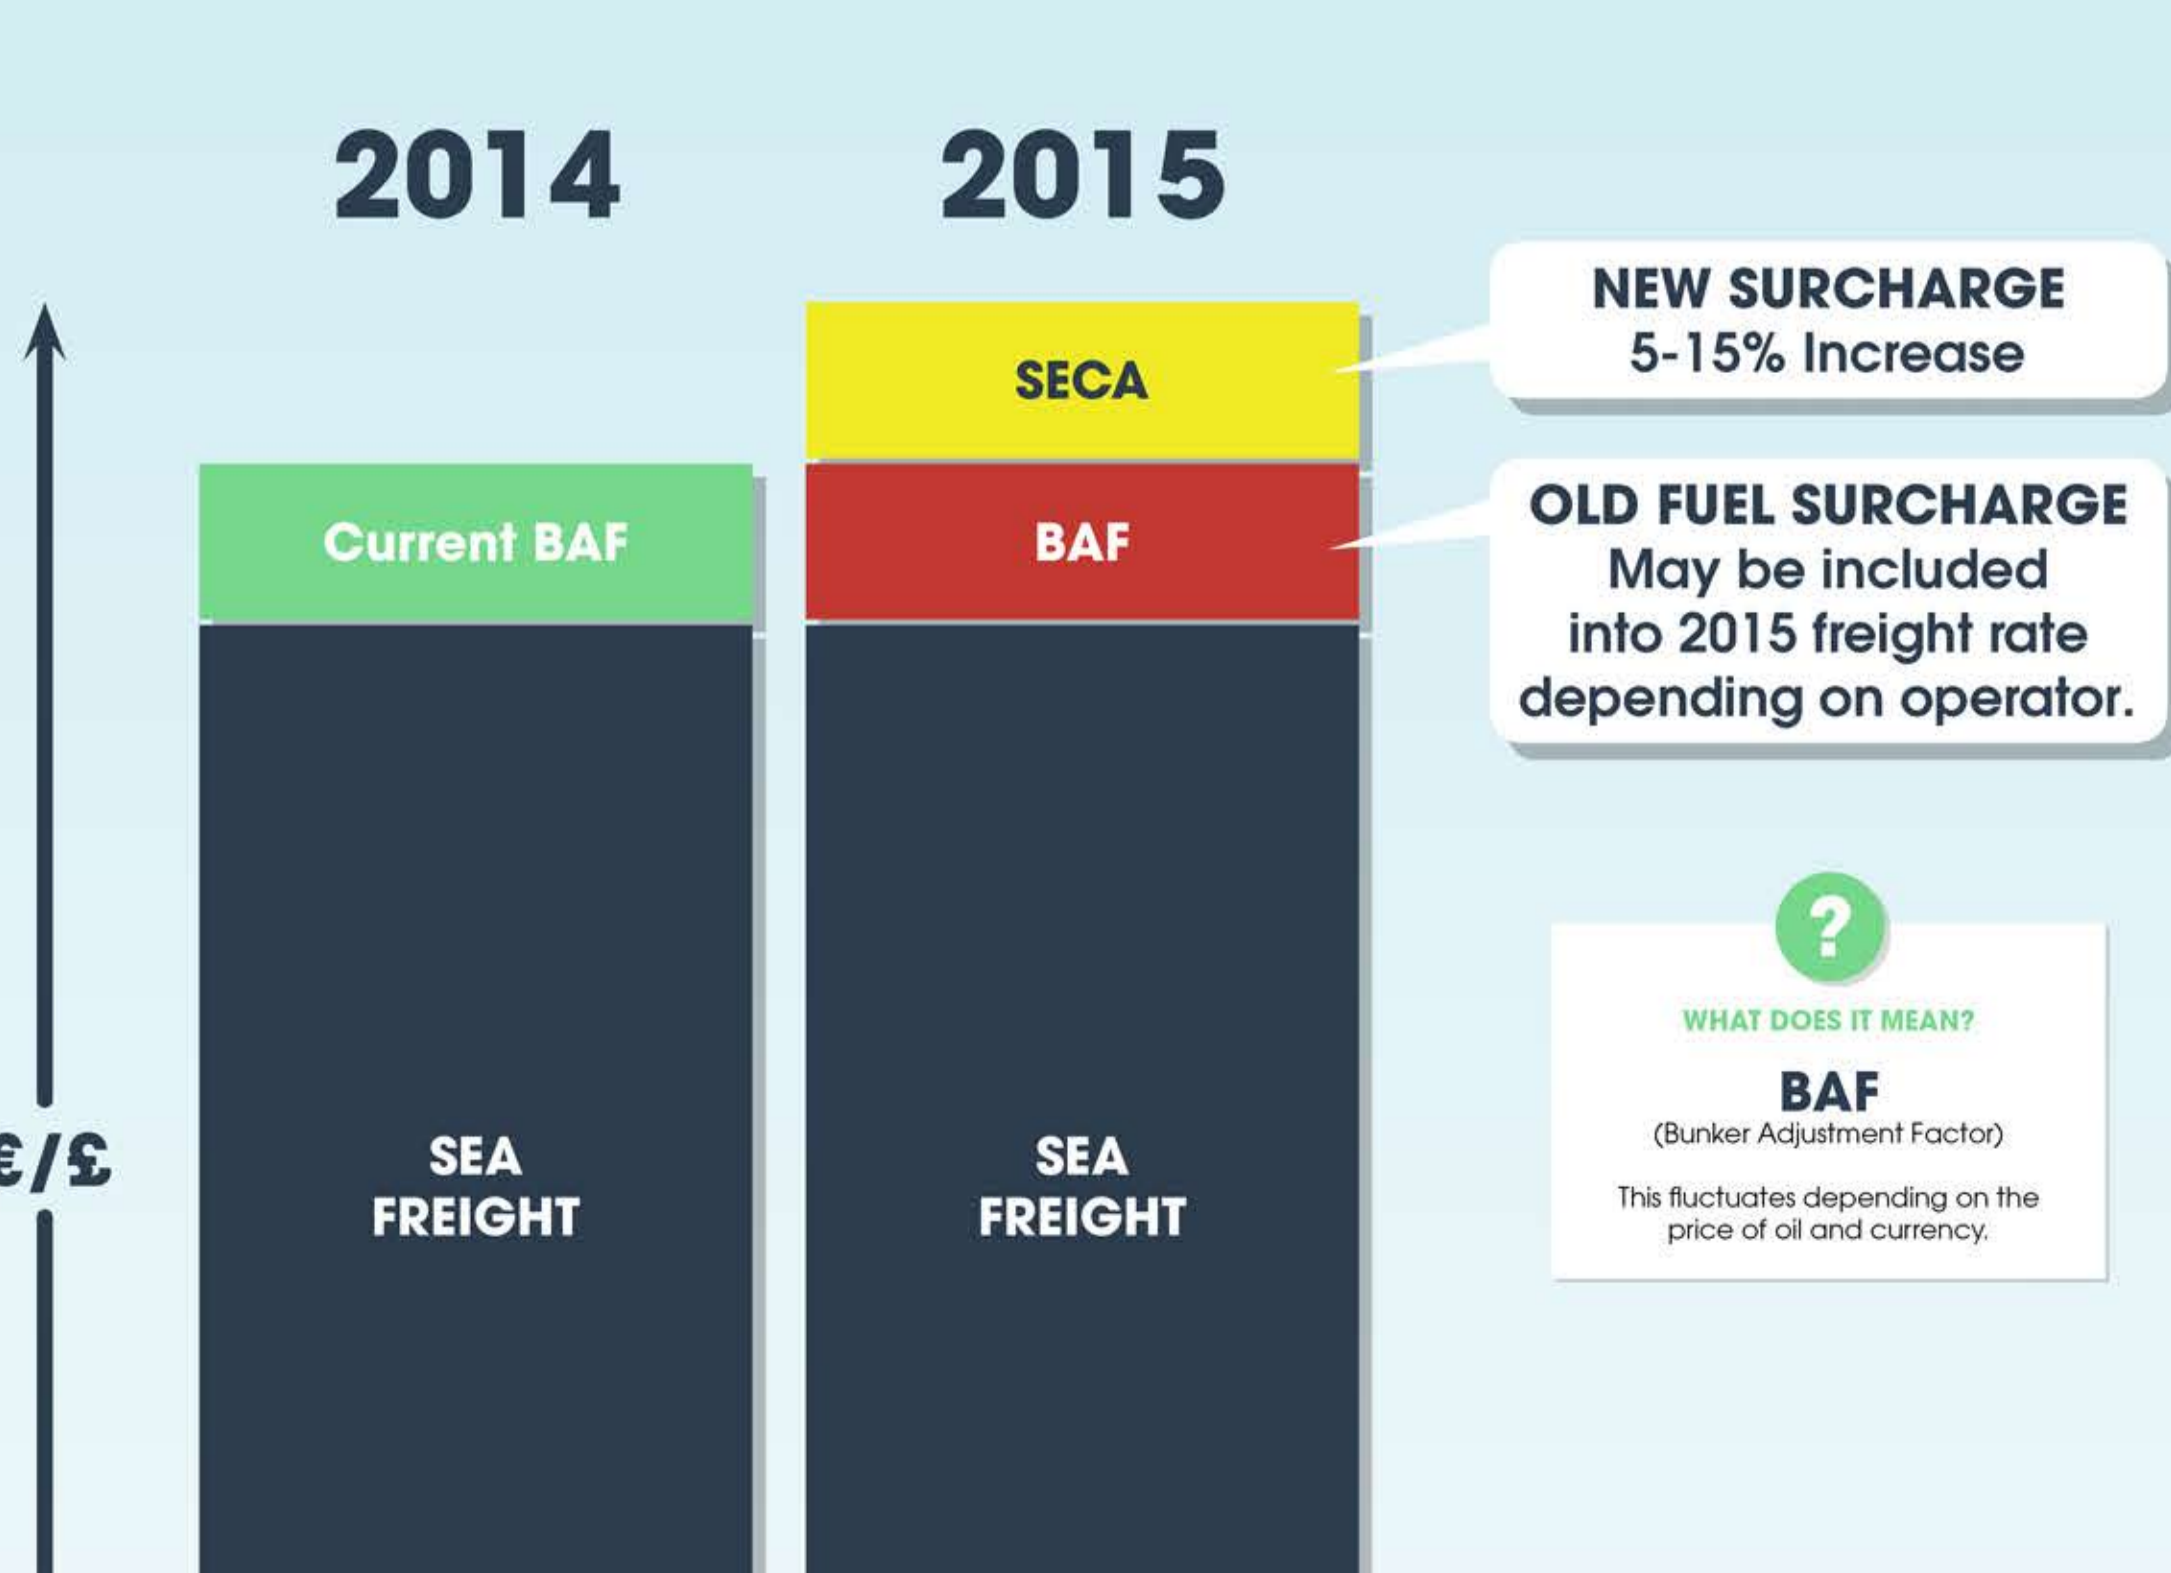 2014
2015
NEW SURCHARGE
5-15% Increase
SECA
OLD FUEL SURCHARGE
May be included
into 2015 freight rate
depending on operator.
Current BAF
BAF
WHAT DOES IT MEAN?
BAF
(Bunker Adjustment Factor)
This fluctuates depending on the
price of oil and currency.
€/£
SEA
FREIGHT
SEA
FREIGHT
?